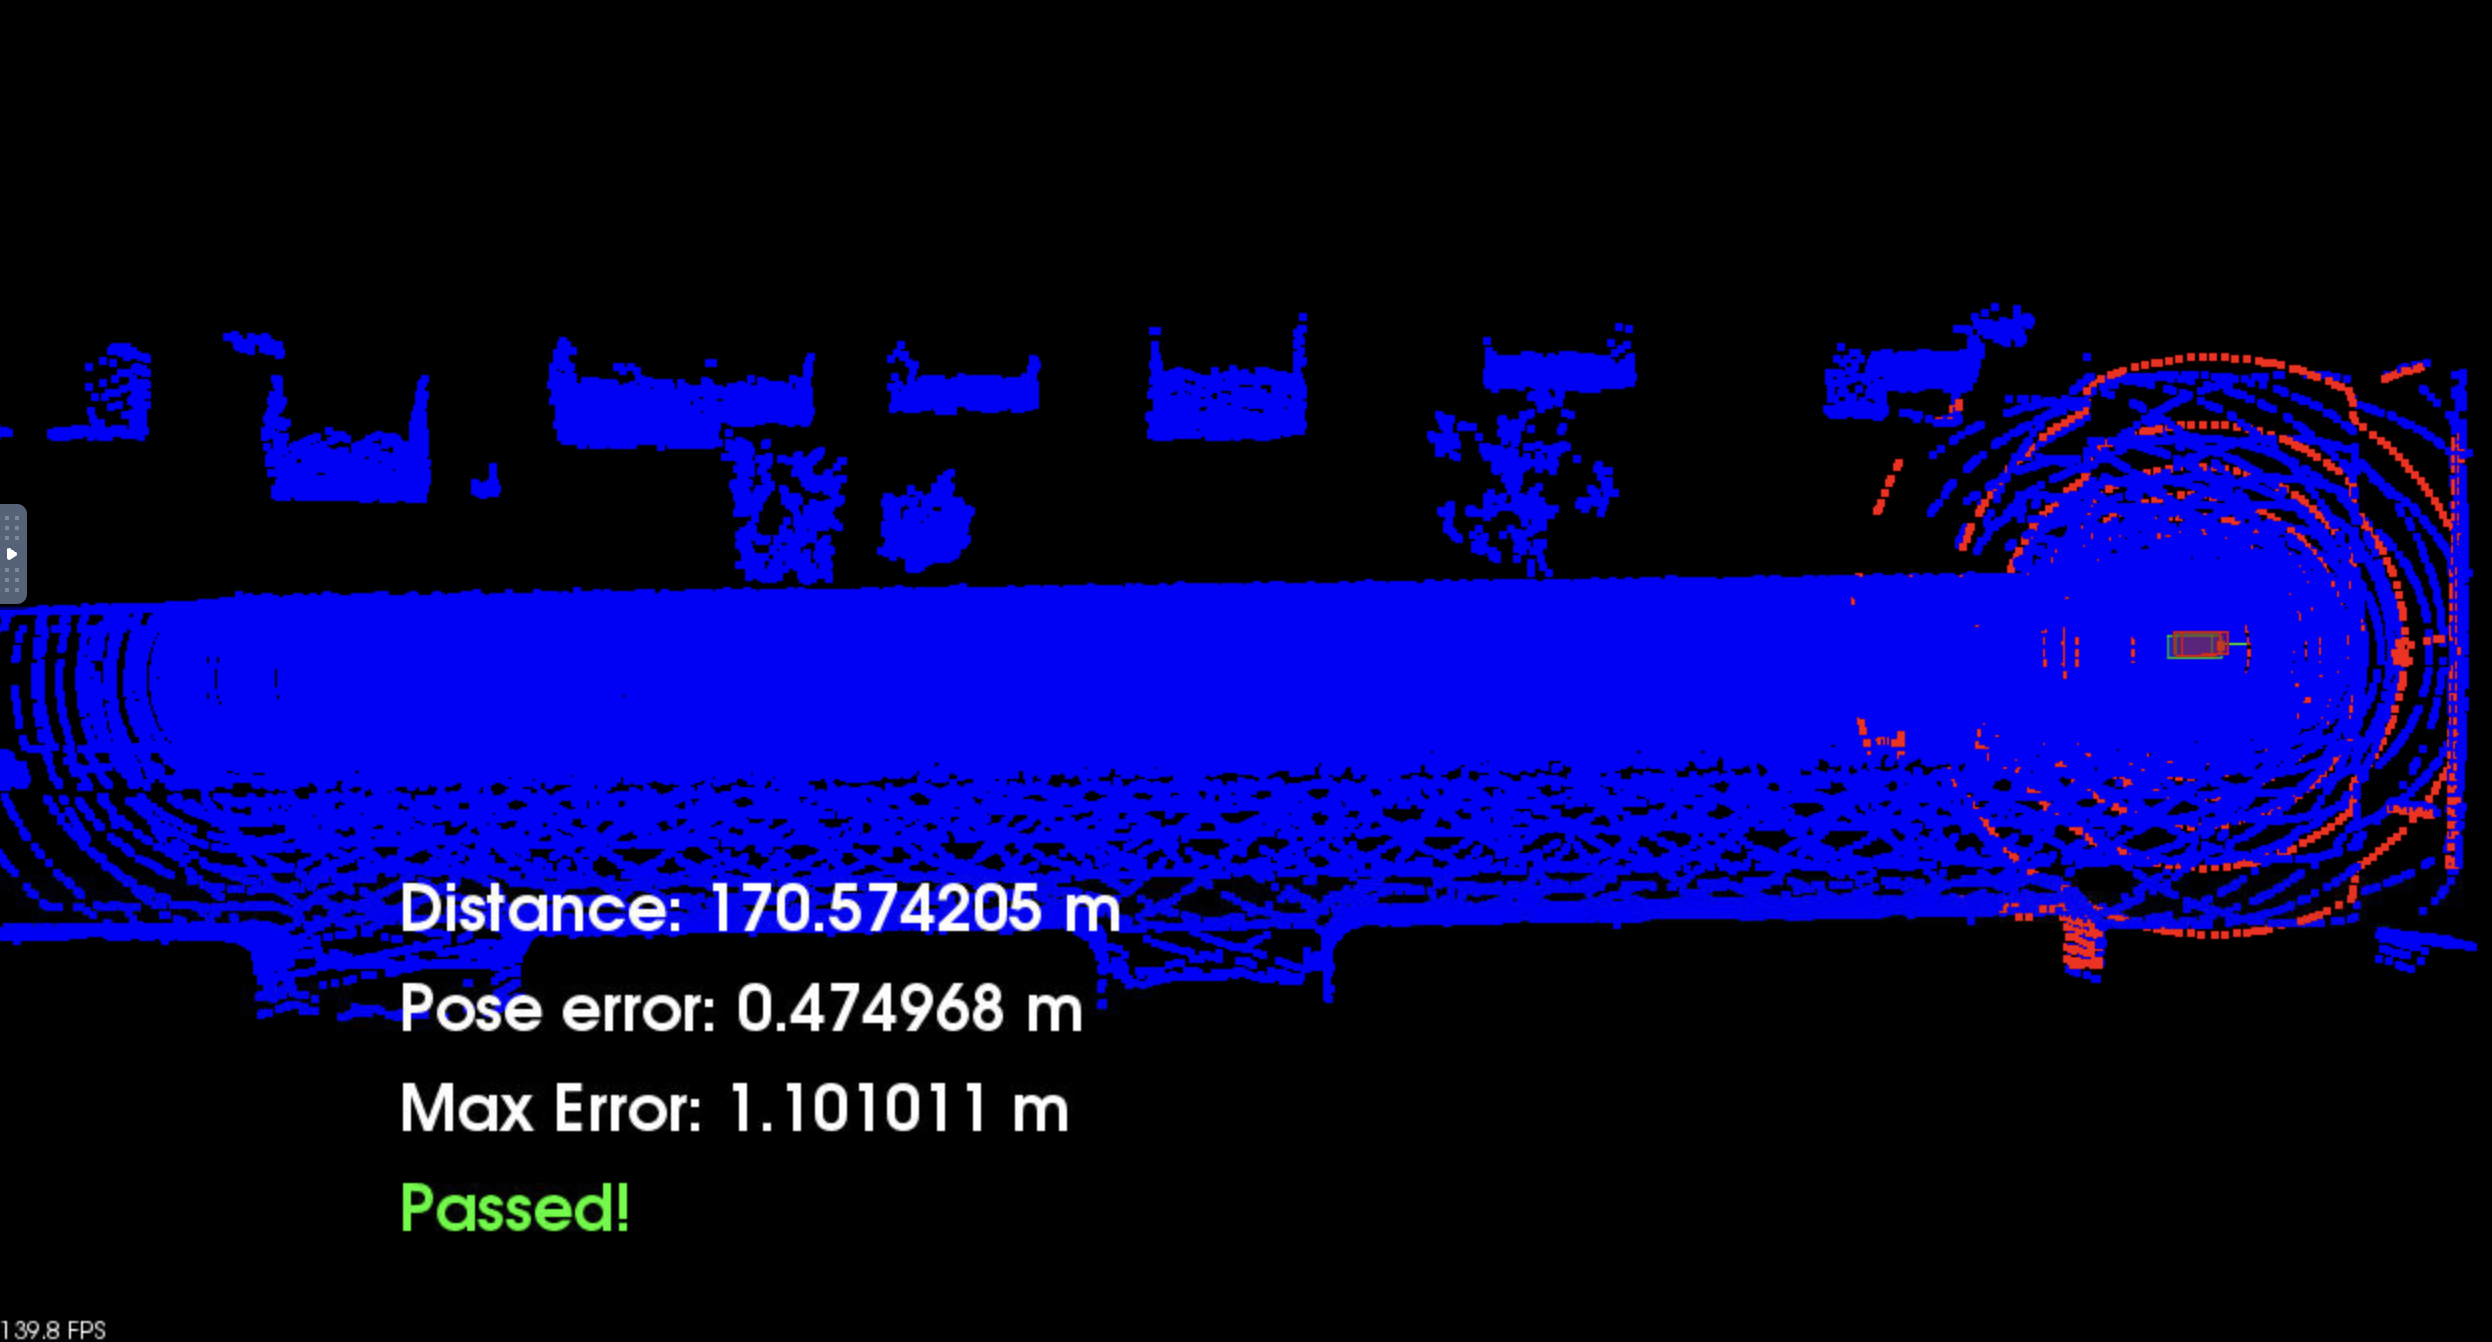 Distance: 170.574205 m
Pose error: 0.474968 m
Max Error: 1.101011 m
Passed!
139.8 FPS